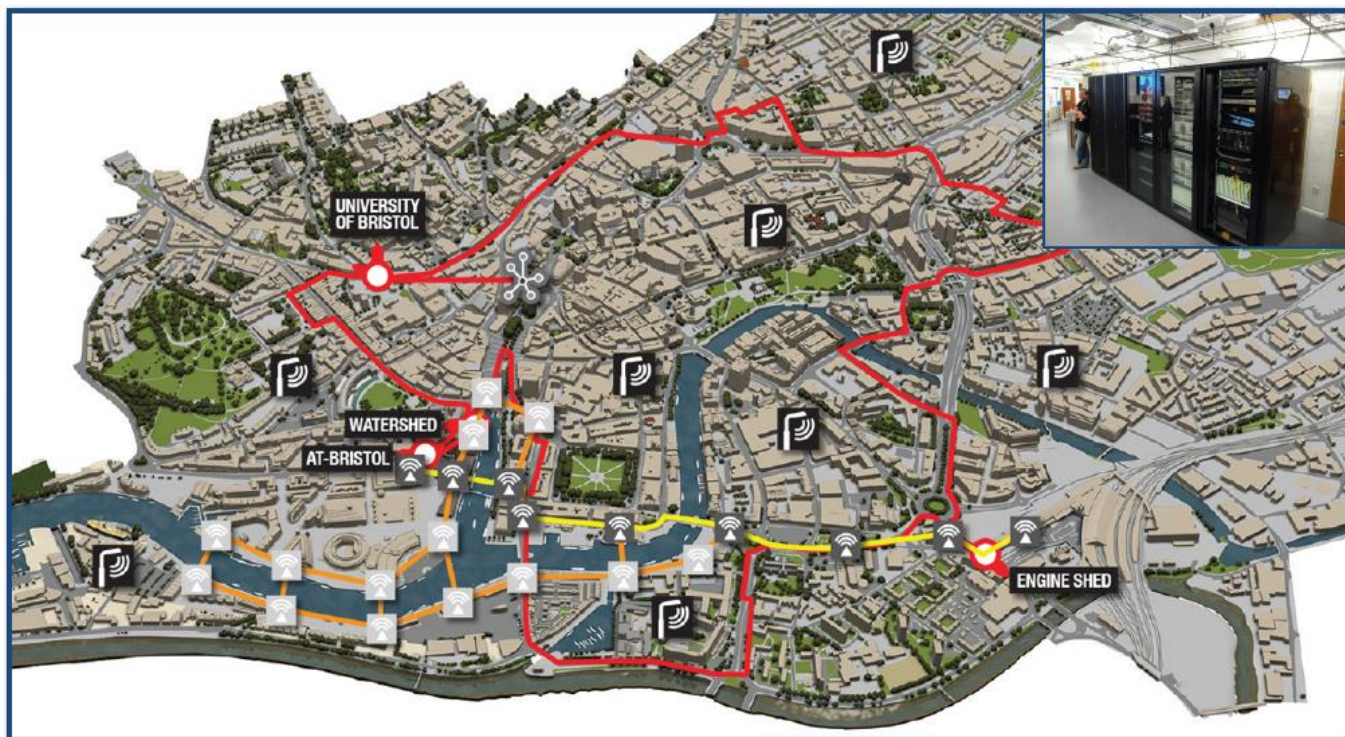 UNIVERSITY
OF BRISTOL
WATERSHED
AT-BRISTOL
ENGINE SHED